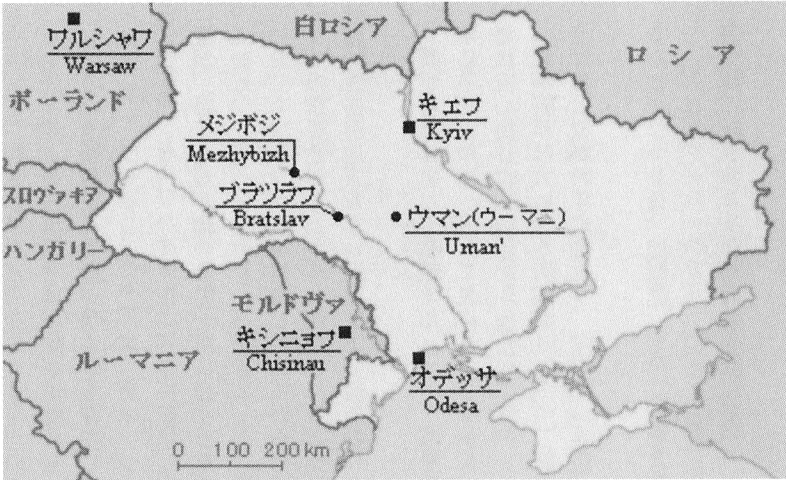 ワルシャワ
Warsaw
白ロシア
ロシア
ポーランド
キエフ
Kyiv
メジボジ
Mezhybizh
スロヴァキア
ブラツラフ
Bratslav
ウマン(ウーマニ)
Uman'
ハンガリー
モルドヴァ
キシニョフ
Chisinau
ルーマニア
オデッサ
Odesa
0 100 200 km